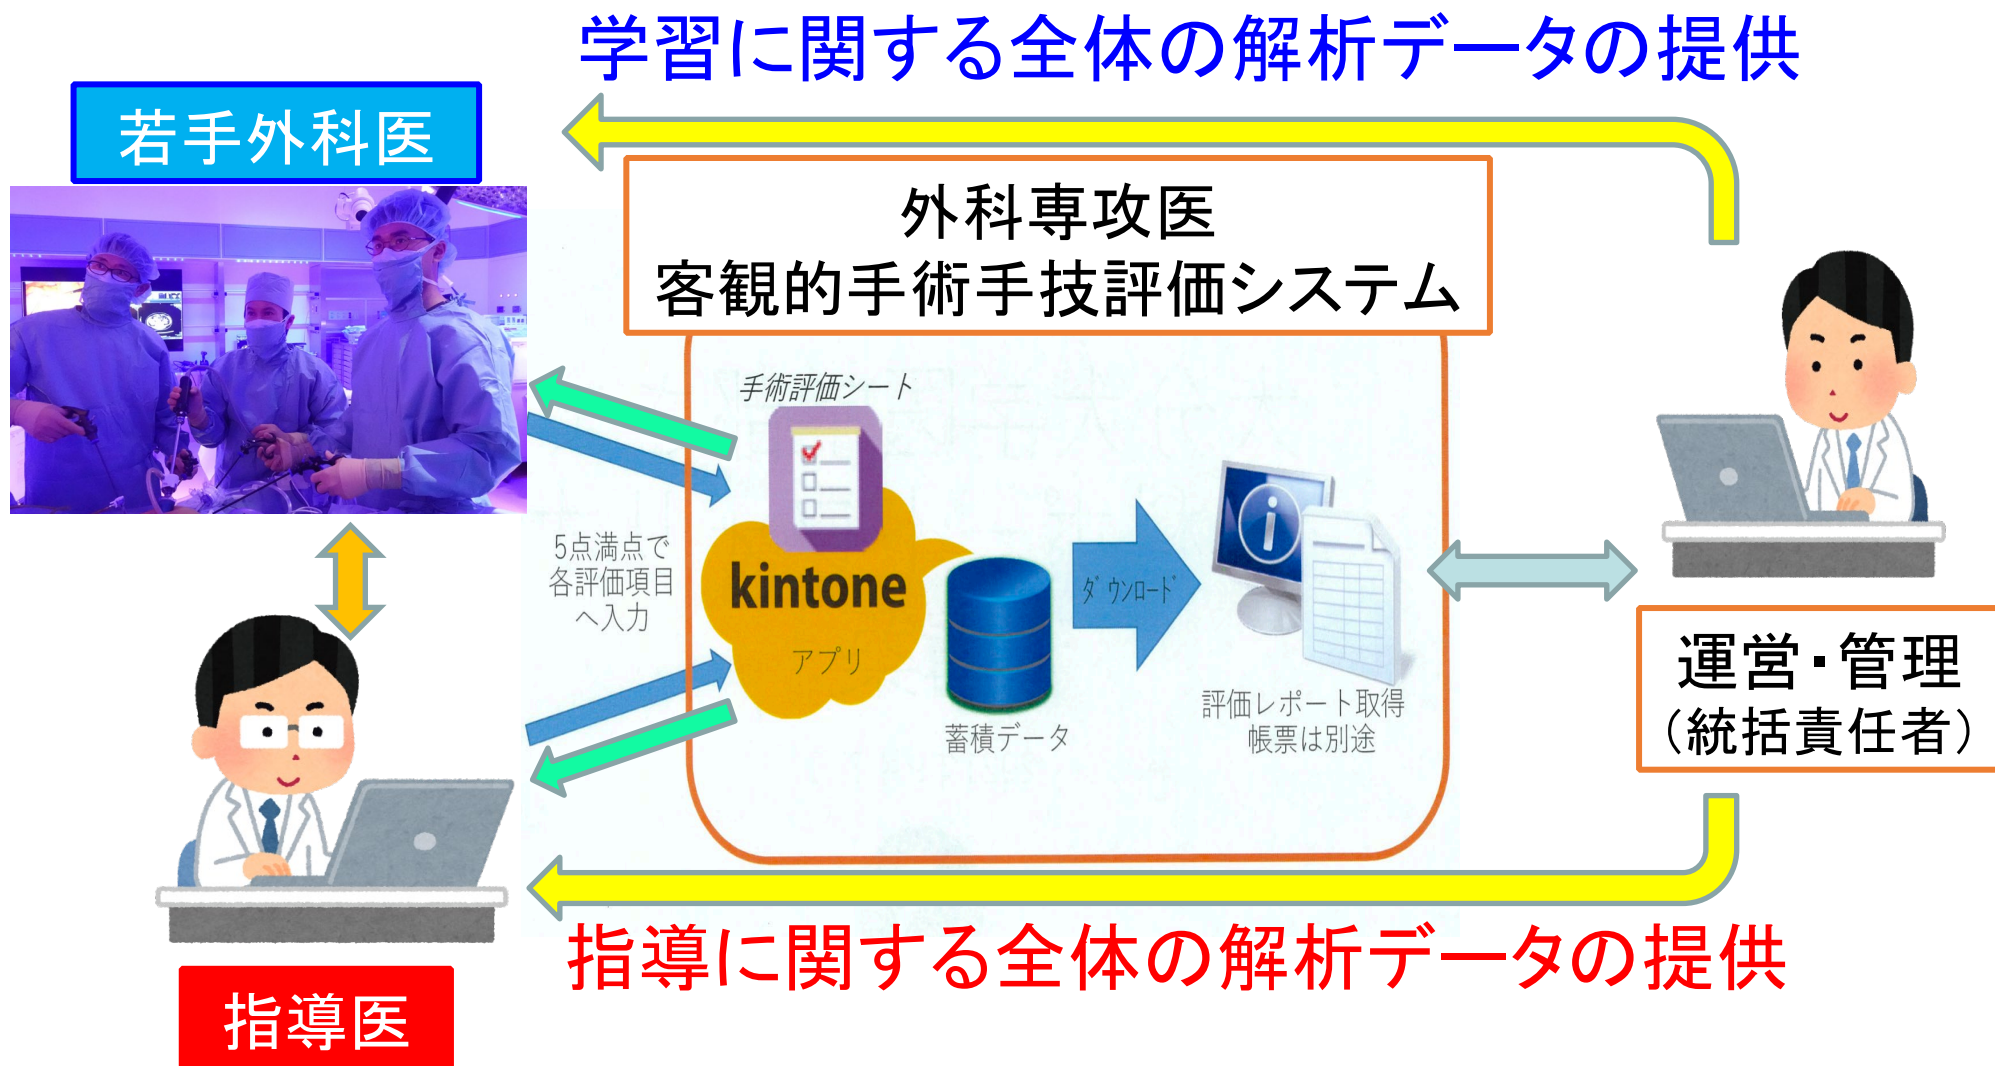 学習に関する全体の解析データの提供
若手外科医
外科専攻医
客観的手術手技評価システム
手術評価シート
5点満点で
各評価項目
へ入力
kintone
アプリ
ダウンロード
蓄積データ
評価レポート取得
帳票は別途
運営・管理
（統括責任者）
指導に関する全体の解析データの提供
指導医